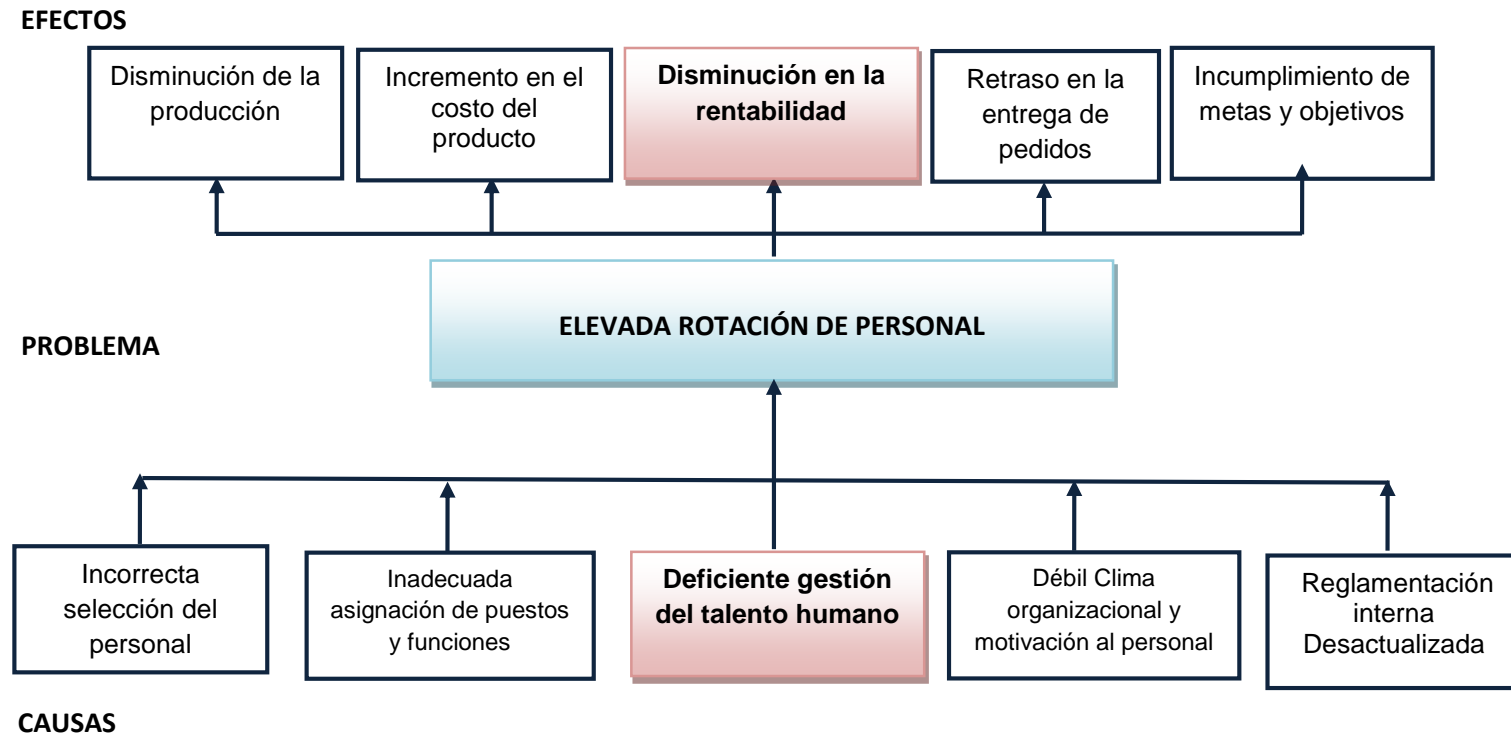 EFECTOS
Disminución de la
producción
Incremento en el
costo del
producto
Disminución en la
rentabilidad
Retraso en la
entrega de
pedidos
Incumplimiento de
metas y objetivos
ELEVADA ROTACIÓN DE PERSONAL
PROBLEMA
Incorrecta
selección del
personal
Inadecuada
asignación de puestos
y funciones
Deficiente gestión
del talento humano
Débil Clima
organizacional y
motivación al personal
Reglamentación
interna
Desactualizada
CAUSAS